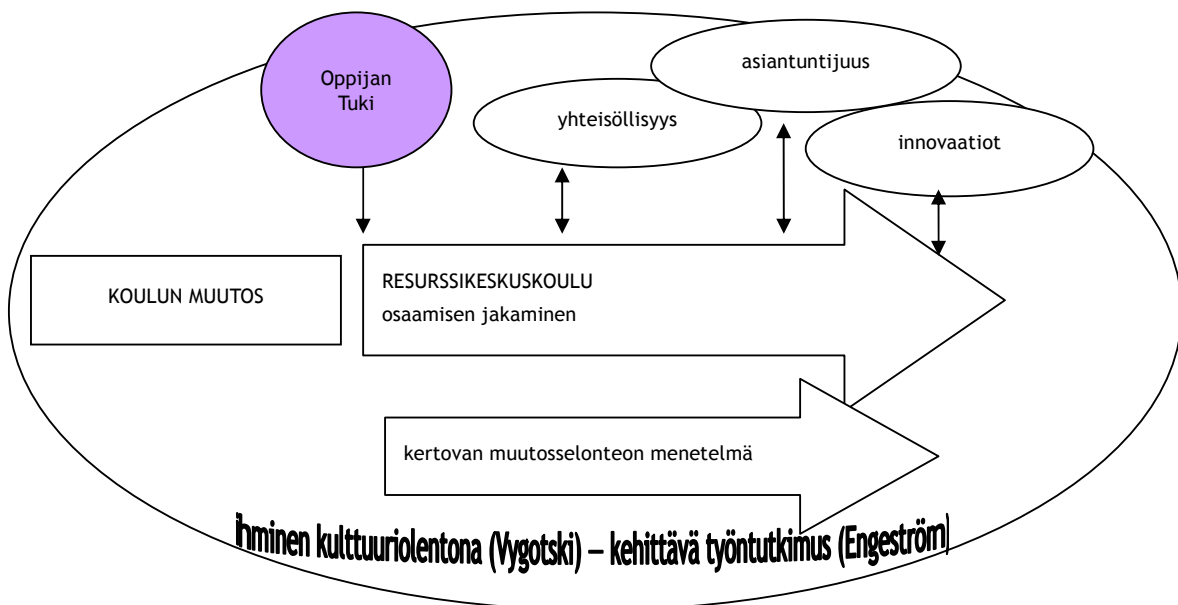 Oppijan
Tuki
asiantuntijuus
yhteisöllisyys
innovaatiot
KOULUN MUUTOS
RESURSSIKESKUSKOULU
osaamisen jakaminen
kertovan muutosselonteon menetelmä
ihminen kulttuuriolentona (Vygotski) – kehittävä työntutkimus (Engeström)